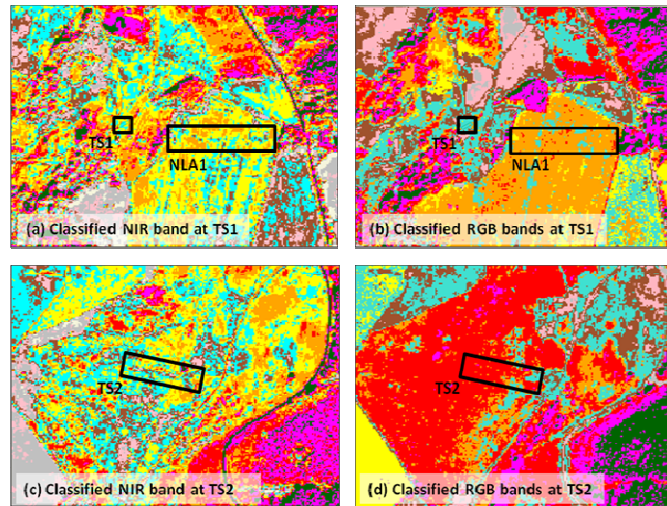 TS1
NLA1
(a) Classified NIR band at TS1
TS1
NLA1
(b) Classified RGB bands at TS1
TS2
(c) Classified NIR band at TS2
TS2
(d) Classified RGB bands at TS2